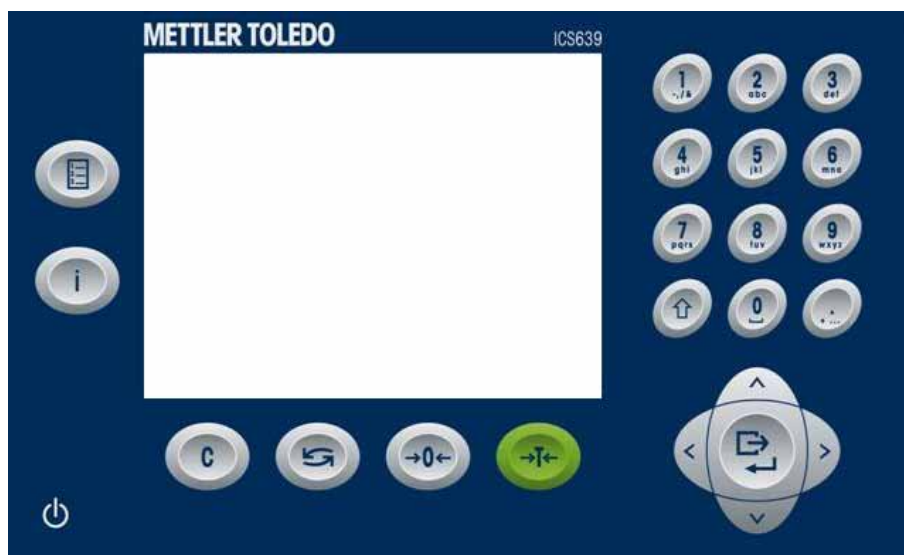 METTLER TOLEDO
ICS639
1
-,/&
2
abc
3
def
4
ghi
5
jkl
6
mno
7
pqrs
8
tuv
9
wxyz
0
i
C
→0←
→T←